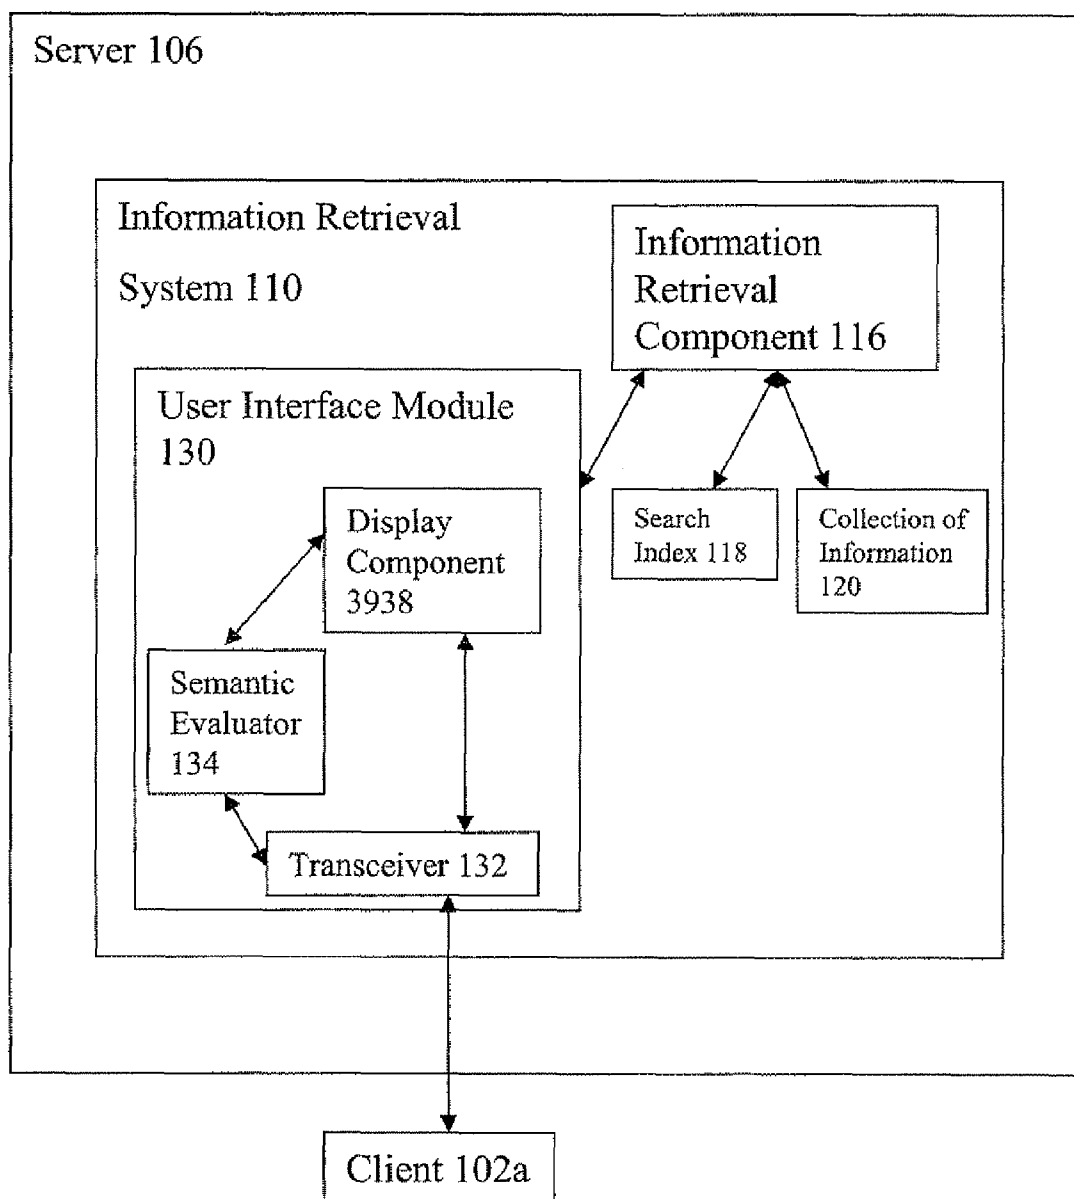 Server 106
Information Retrieval
System 110
Information
Retrieval
Component 116
User Interface Module
130
Display
Component
3938
Search
Index 118
Collection of
Information
120
Semantic
Evaluator
134
Transceiver 132
Client 102a